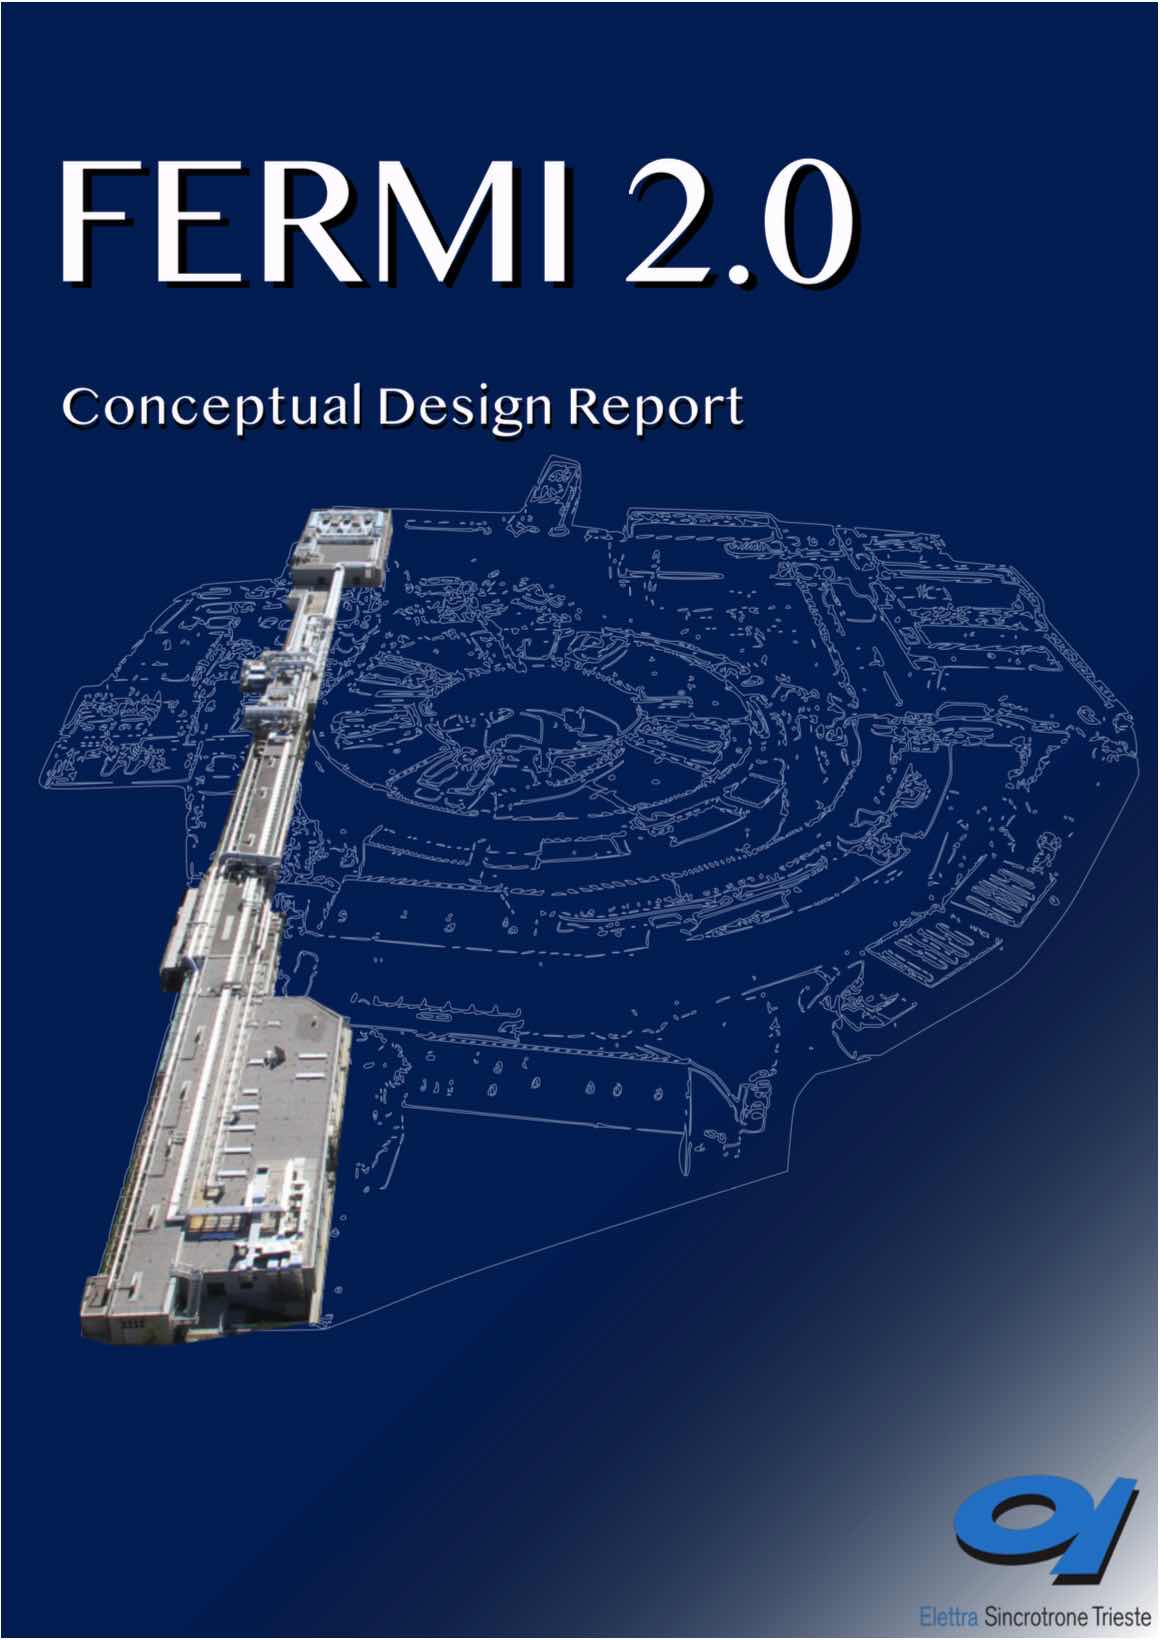 FERMI 2.0
Conceptual Design Report
Elettra Sincrotrone Trieste